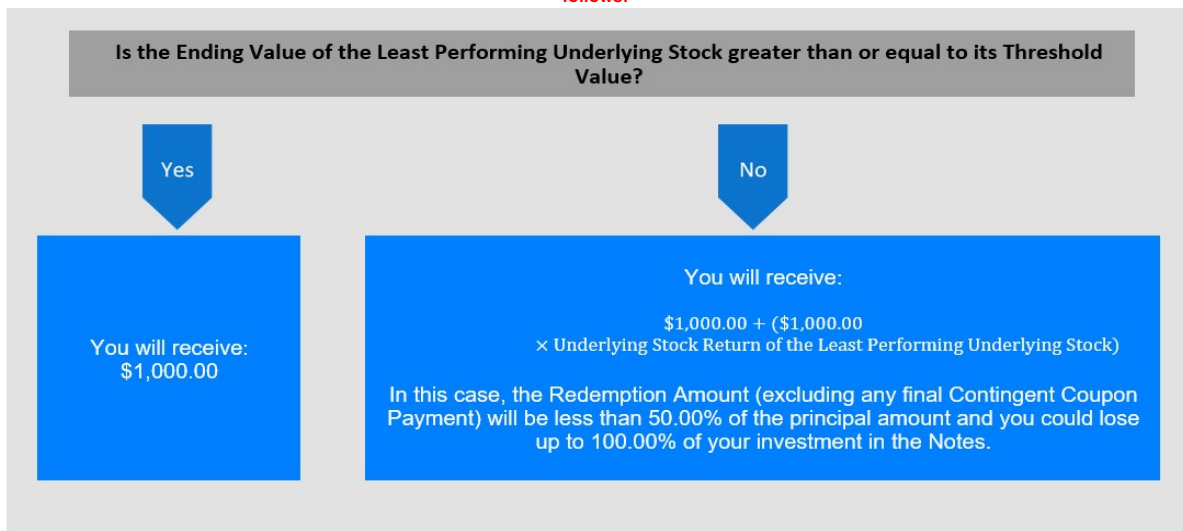 follows:
Is the Ending Value of the Least Performing Underlying Stock greater than or equal to its Threshold
Value?
Yes
No
You will receive:
$1,000.00
You will receive:
$1,000.00 + ($1,000.00
× Underlying Stock Return of the Least Performing Underlying Stock)
In this case, the Redemption Amount (excluding any final Contingent Coupon
Payment) will be less than 50.00% of the principal amount and you could lose
up to 100.00% of your investment in the Notes.